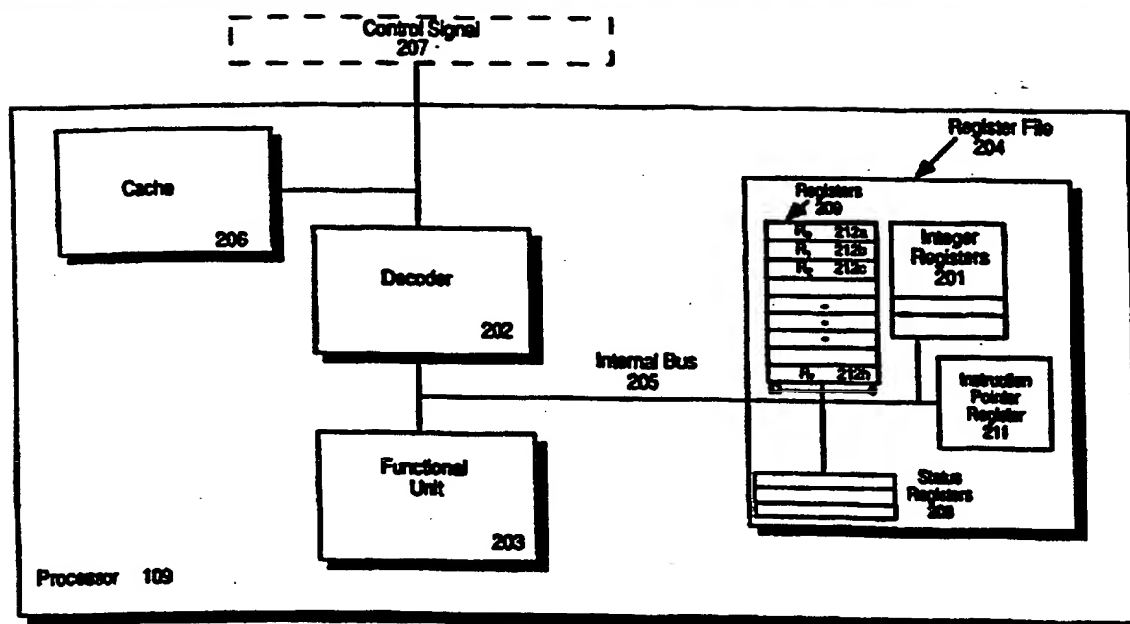 Control Signal
207
Register File
204
Cache
206
Registers
209
R₀ 212a
R₁ 212b
R₂ 212c
Integer
Registers
201
Decoder
202
Internal Bus
205
R₇ 212h
Instruction
Pointer
Register
211
Functional
Unit
203
Status
Registers
208
Processor 109